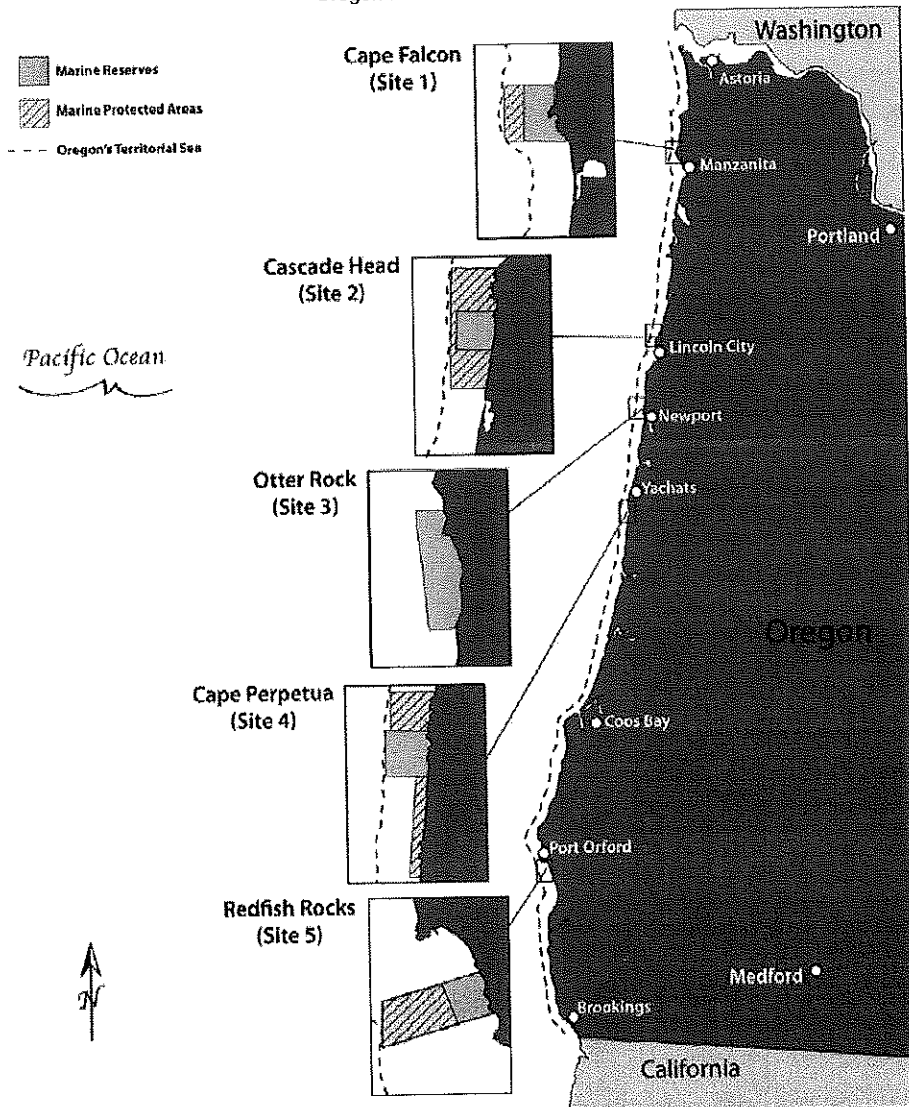 Washington
Cape Falcon
(Site 1)
Marine Reserves
Marine Protected Areas
Oregon's Territorial Sea
Astoria
Manzanita
Portland
Cascade Head
(Site 2)
Pacific Ocean
Lincoln City
Newport
Otter Rock
(Site 3)
Yachats
Oregon
Cape Perpetua
(Site 4)
Coos Bay
Port Orford
Redfish Rocks
(Site 5)
N
Medford
Brookings
California